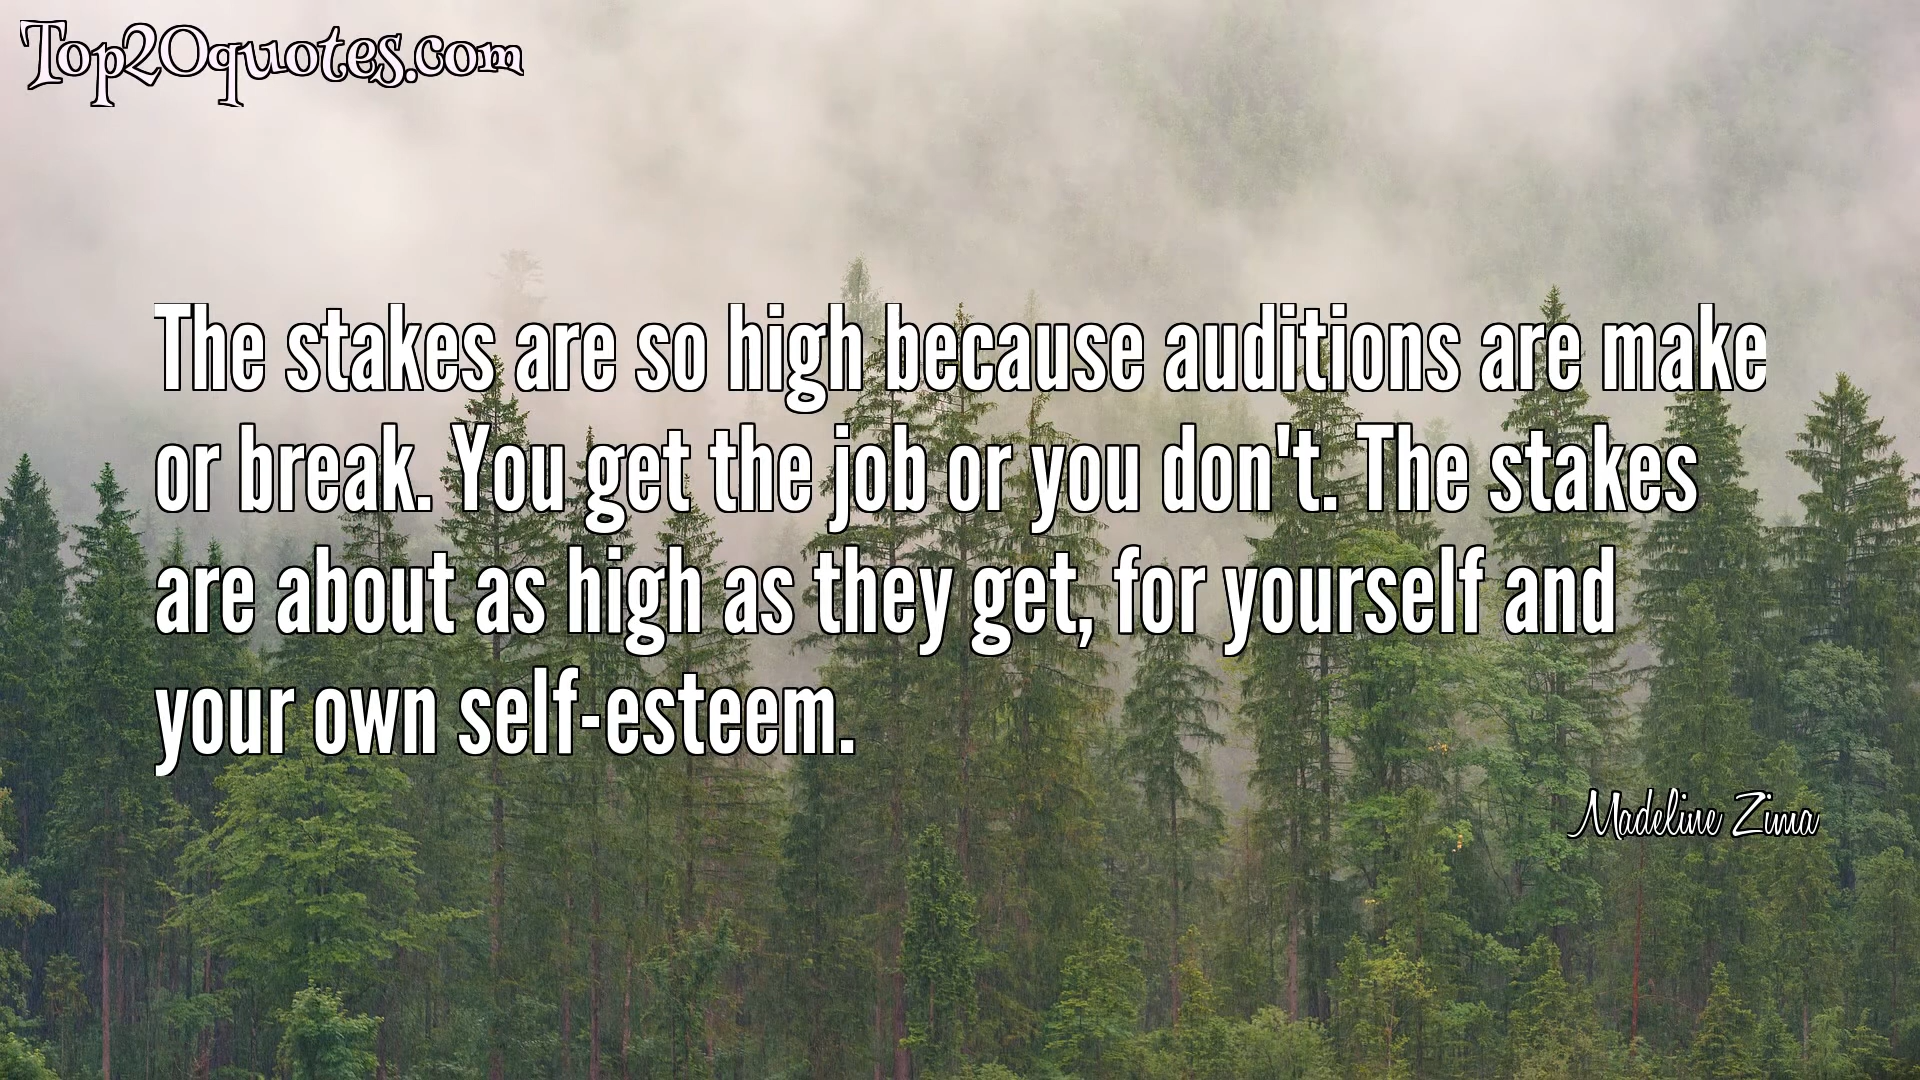 Top20quotes.com
The stakes are so high because auditions are make
or break. You get the job or you don't. The stakes
are about as high as they get, for yourself and
your own self-esteem.
Madeline Zima